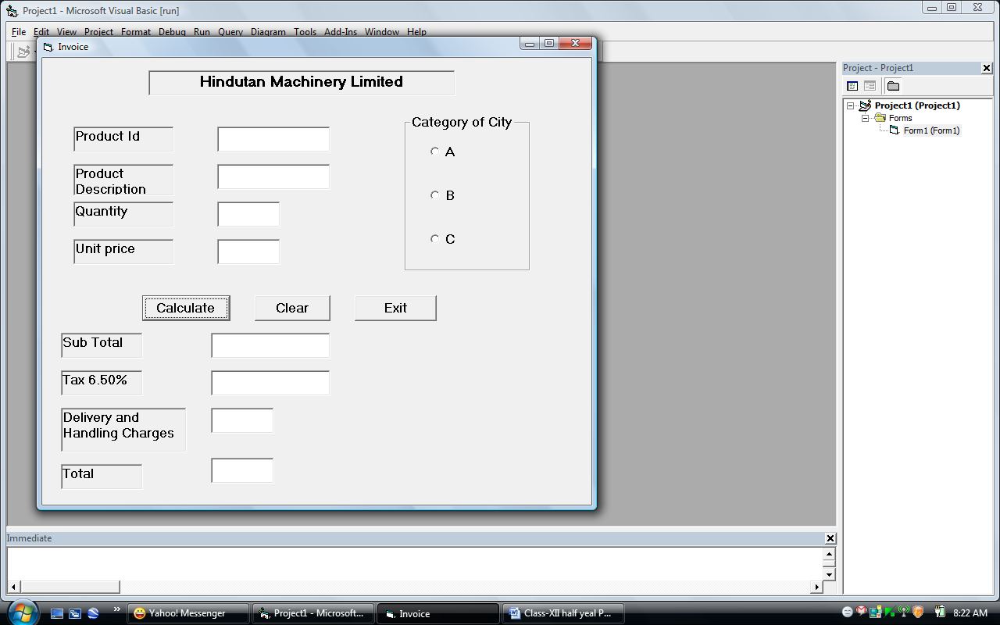 Project1 - Microsoft Visual Basic [run]
File Edit View Project Format Debug Run Query Diagram Tools Add-Ins Window Help
Invoice
Hindutan Machinery Limited
Product Id
Product
Description
Quantity
Unit price
Category of City
A
B
C
Calculate Clear Exit
Sub Total
Tax 6.50%
Delivery and
Handling Charges
Total
Project - Project1
Project1 (Project1)
Forms
Form1 (Form1)
Immediate
Yahoo! Messenger
Project1 - Microsoft...
Invoice
Class-XII half yeal P...
8:22 AM